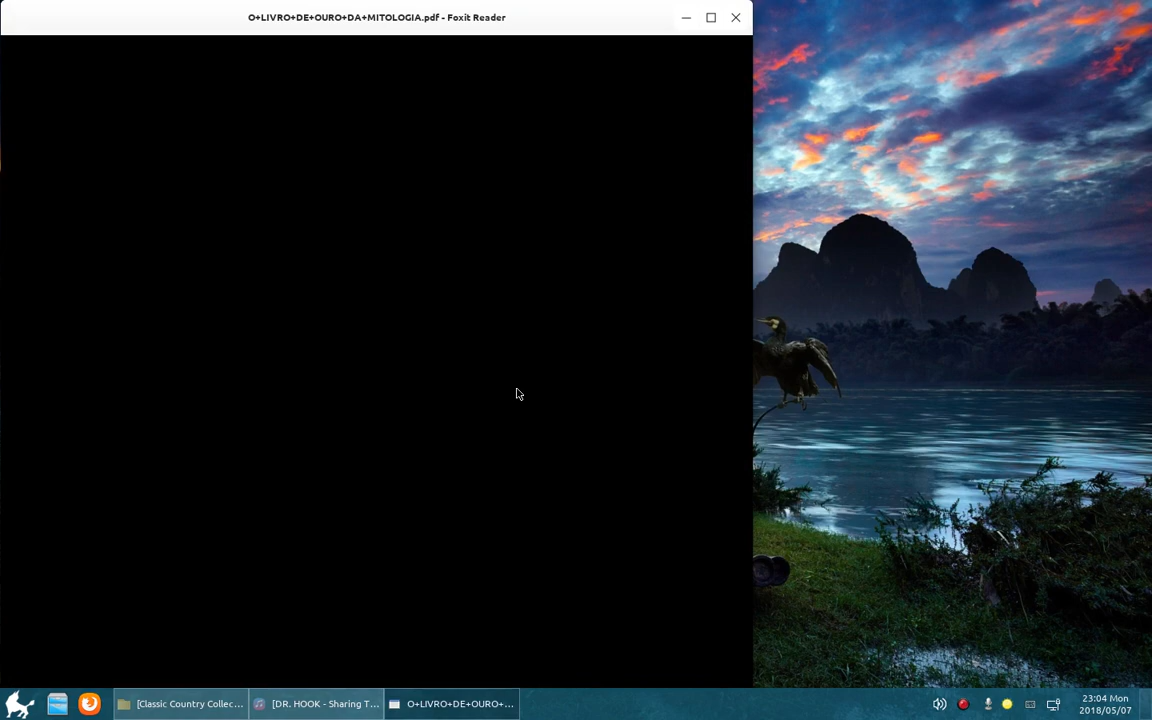 O+LIVRO+DE+OURO+DA+MITOLOGIA.pdf - Foxit Reader
[Classic Country Collec...
[DR. HOOK - Sharing T...
O+LIVRO+DE+OURO+...
23:04 Mon
2018/05/07